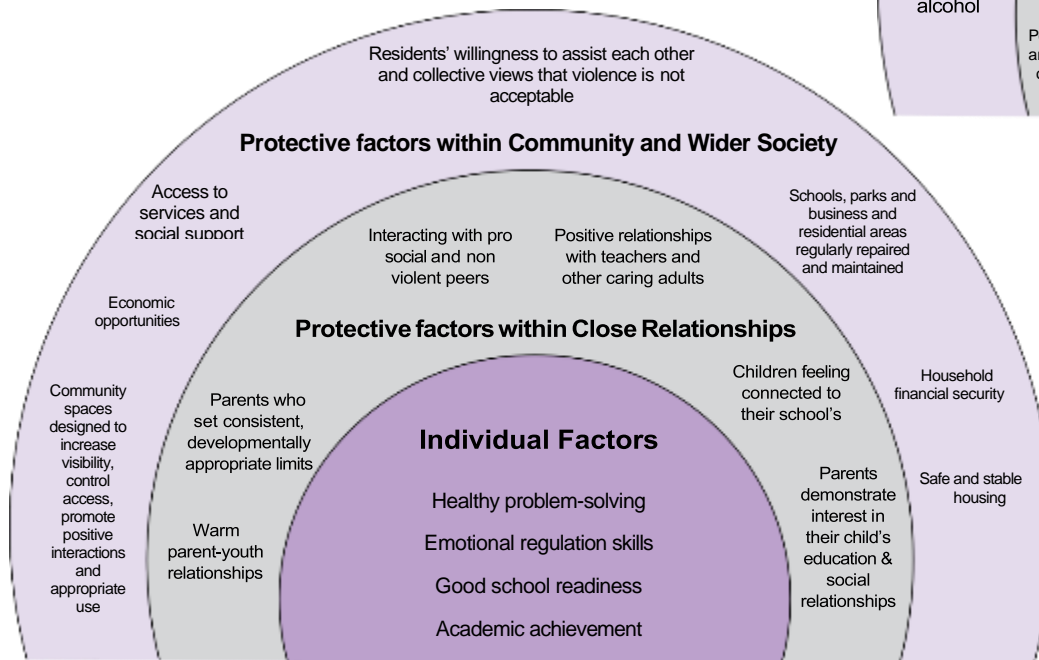 alcohol
P
ar
c
Residents’ willingness to assist each other
and collective views that violence is not
acceptable
Protective factors within Community and Wider Society
Access to
services and
social support
Schools, parks and
business and
residential areas
regularly repaired
and maintained
Interacting with pro
social and non
violent peers
Positive relationships
with teachers and
other caring adults
Economic
opportunities
Protective factors within Close Relationships
Community
spaces
designed to
increase
visibility,
control
access,
promote
positive
interactions
and
appropriate
use
Parents who
set consistent,
developmentally
appropriate limits
Children feeling
connected to
their school’s
Household
financial security
Warm
parent-youth
relationships
Individual Factors
Healthy problem-solving
Emotional regulation skills
Good school readiness
Academic achievement
Parents
demonstrate
interest in
their child’s
education &
social
relationships
Safe and stable
housing